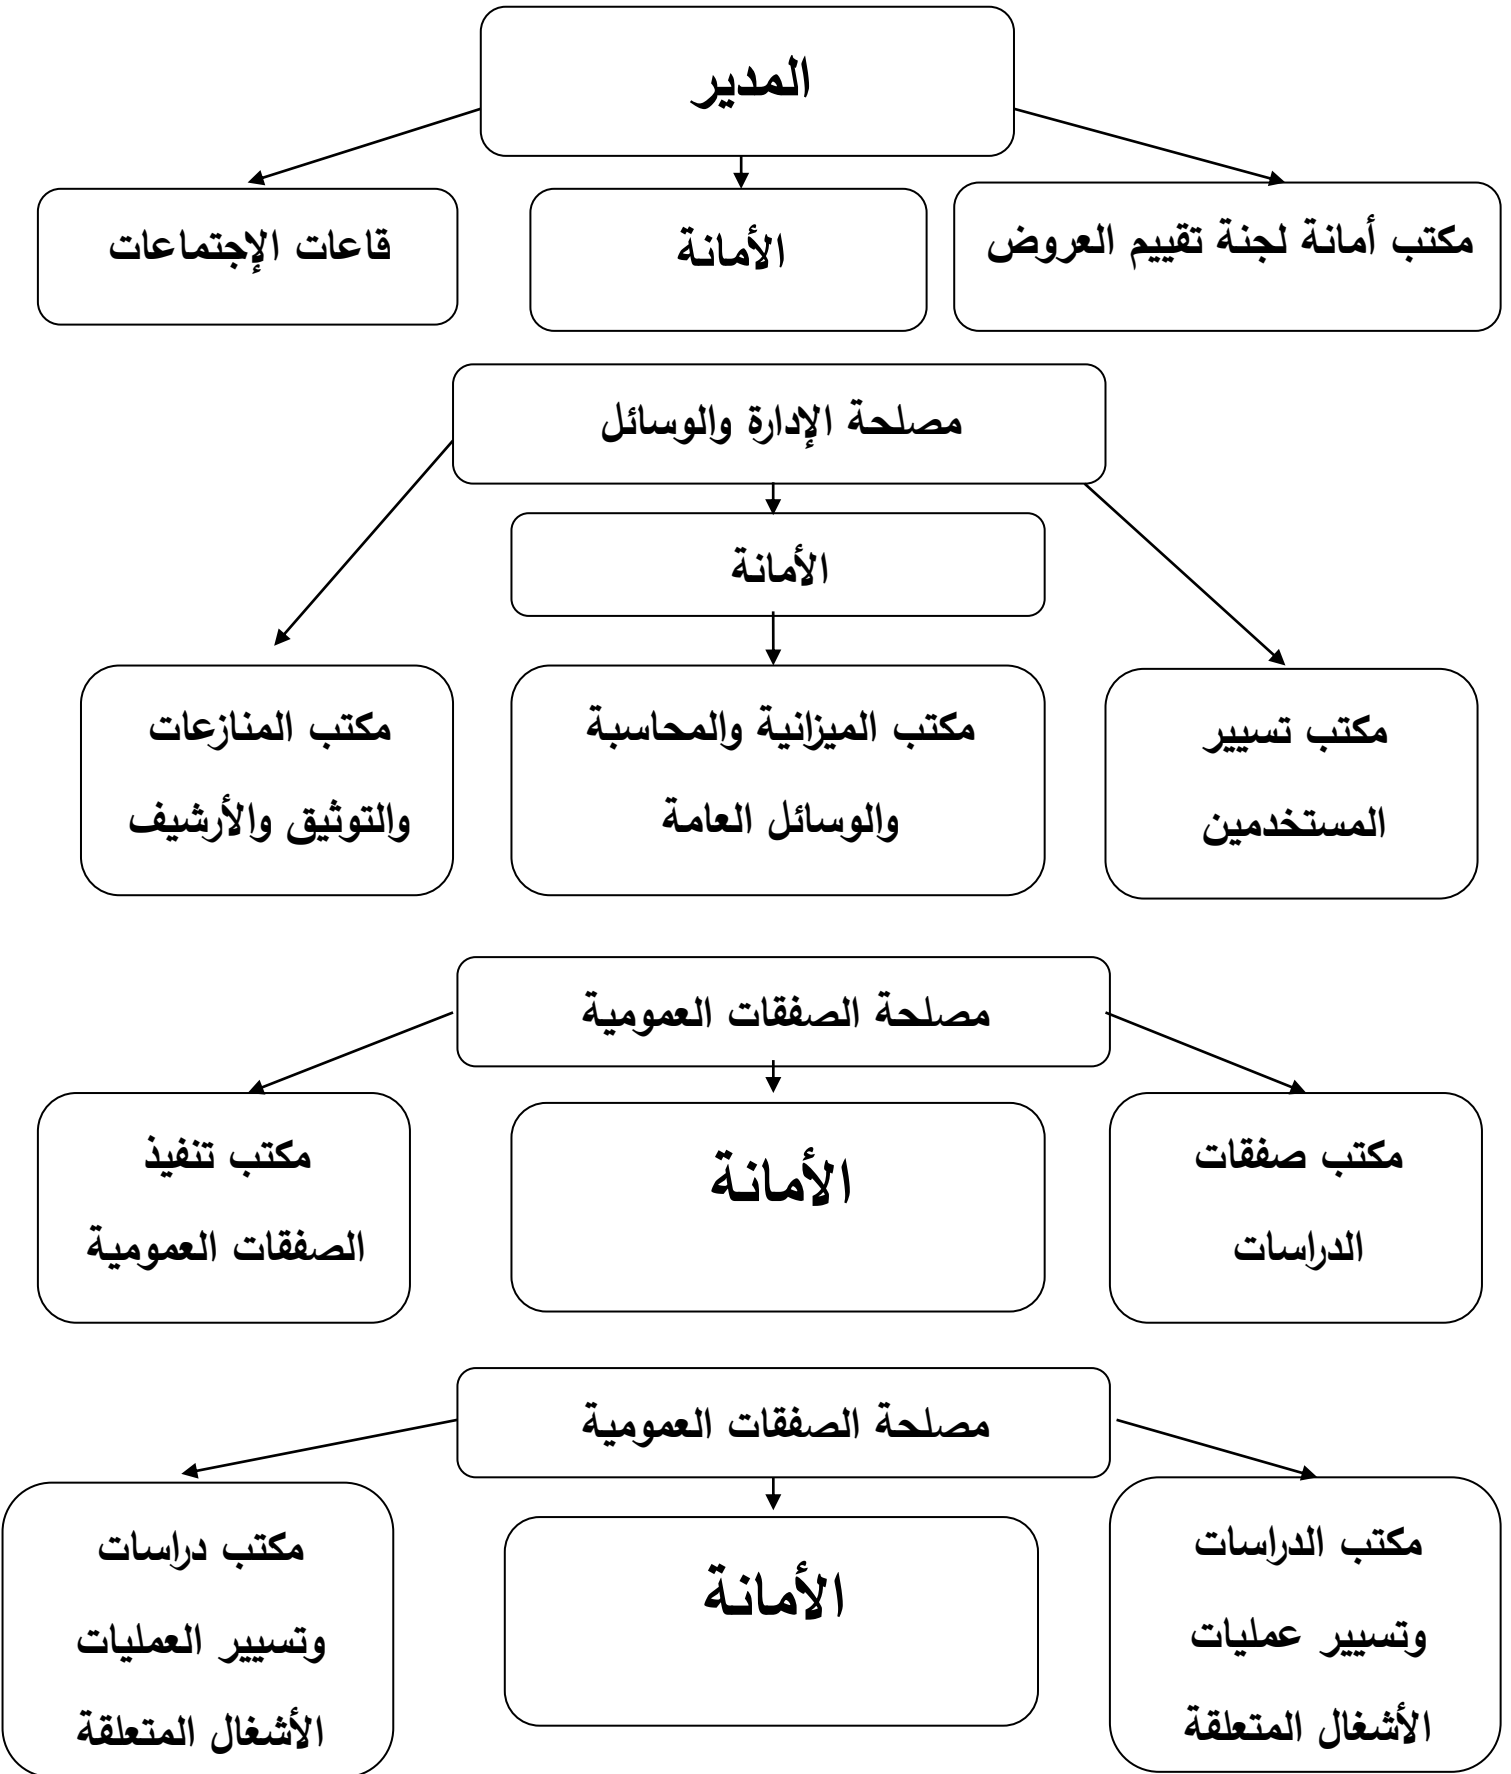 المدير
مكتب أمانة لجنة تقييم العروض
الأمانة
قاعات الإجتماعات
مصلحة الإدارة والوسائل
الأمانة
مكتب تسيير
المستخدمين
مكتب الميزانية والمحاسبة
والوسائل العامة
مكتب المنازعات
والتوثيق والأرشيف
مصلحة الصفقات العمومية
مكتب صفقات
الدراسات
الأمانة
مكتب تنفيذ
الصفقات العمومية
مصلحة الصفقات العمومية
مكتب الدراسات
وتسيير عمليات
الأشغال المتعلقة
الأمانة
مكتب دراسات
وتسيير العمليات
الأشغال المتعلقة